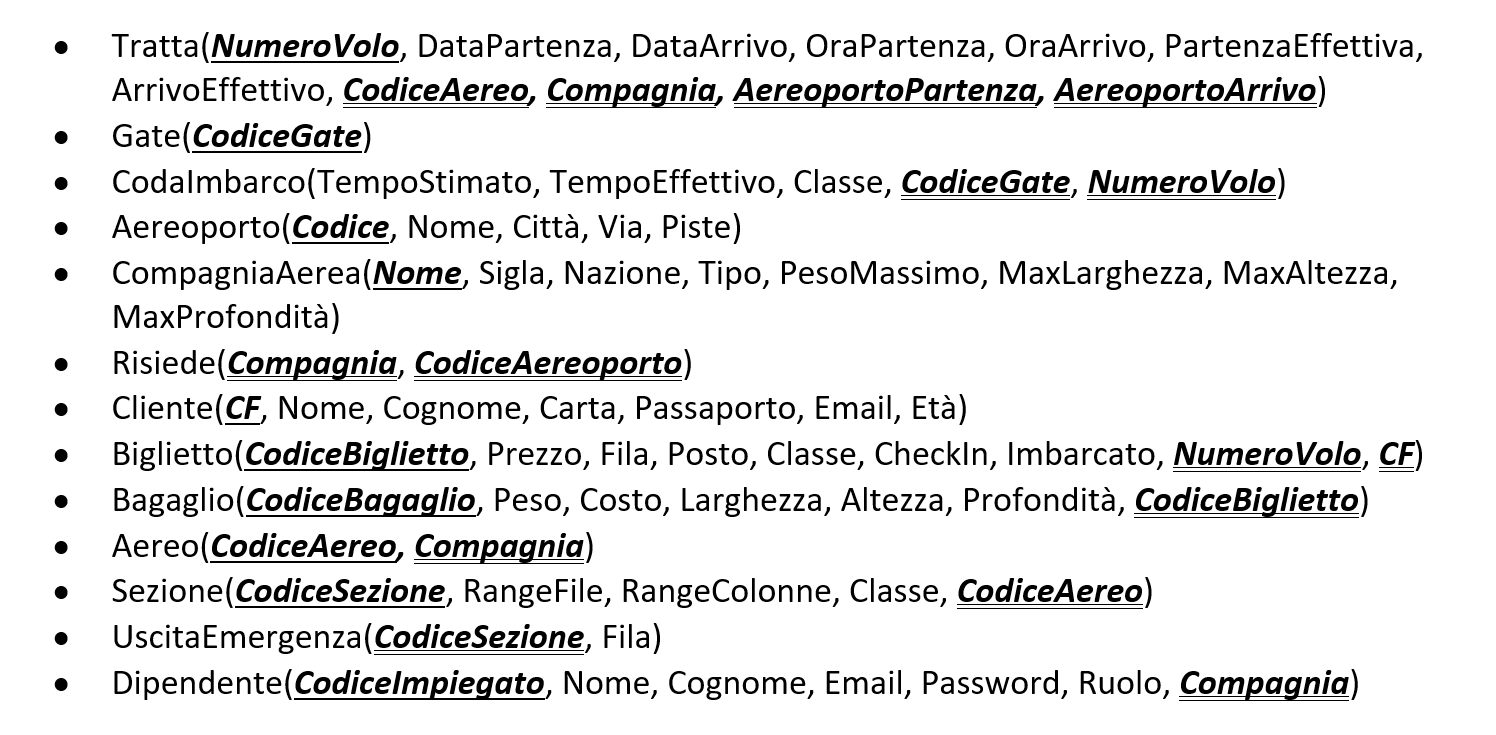 • Tratta(NumeroVolo, DataPartenza, DataArrivo, OraPartenza, OraArrivo, PartenzaEffettiva,
ArrivoEffettivo, CodiceAereo, Compagnia, AereoportoPartenza, AereoportoArrivo)
• Gate(CodiceGate)
• CodaImbarco(TempoStimato, TempoEffettivo, Classe, CodiceGate, NumeroVolo)
• Aereoporto(Codice, Nome, Città, Via, Piste)
• CompagniaAerea(Nome, Sigla, Nazione, Tipo, PesoMassimo, MaxLarghezza, MaxAltezza,
MaxProfondità)
• Risiede(Compagnia, CodiceAereoporto)
• Cliente(CF, Nome, Cognome, Carta, Passaporto, Email, Età)
• Biglietto(CodiceBiglietto, Prezzo, Fila, Posto, Classe, CheckIn, Imbarcato, NumeroVolo, CF)
• Bagaglio(CodiceBagaglio, Peso, Costo, Larghezza, Altezza, Profondità, CodiceBiglietto)
• Aereo(CodiceAereo, Compagnia)
• Sezione(CodiceSezione, RangeFile, RangeColonne, Classe, CodiceAereo)
• UscitaEmergenza(CodiceSezione, Fila)
• Dipendente(CodiceImpiegato, Nome, Cognome, Email, Password, Ruolo, Compagnia)